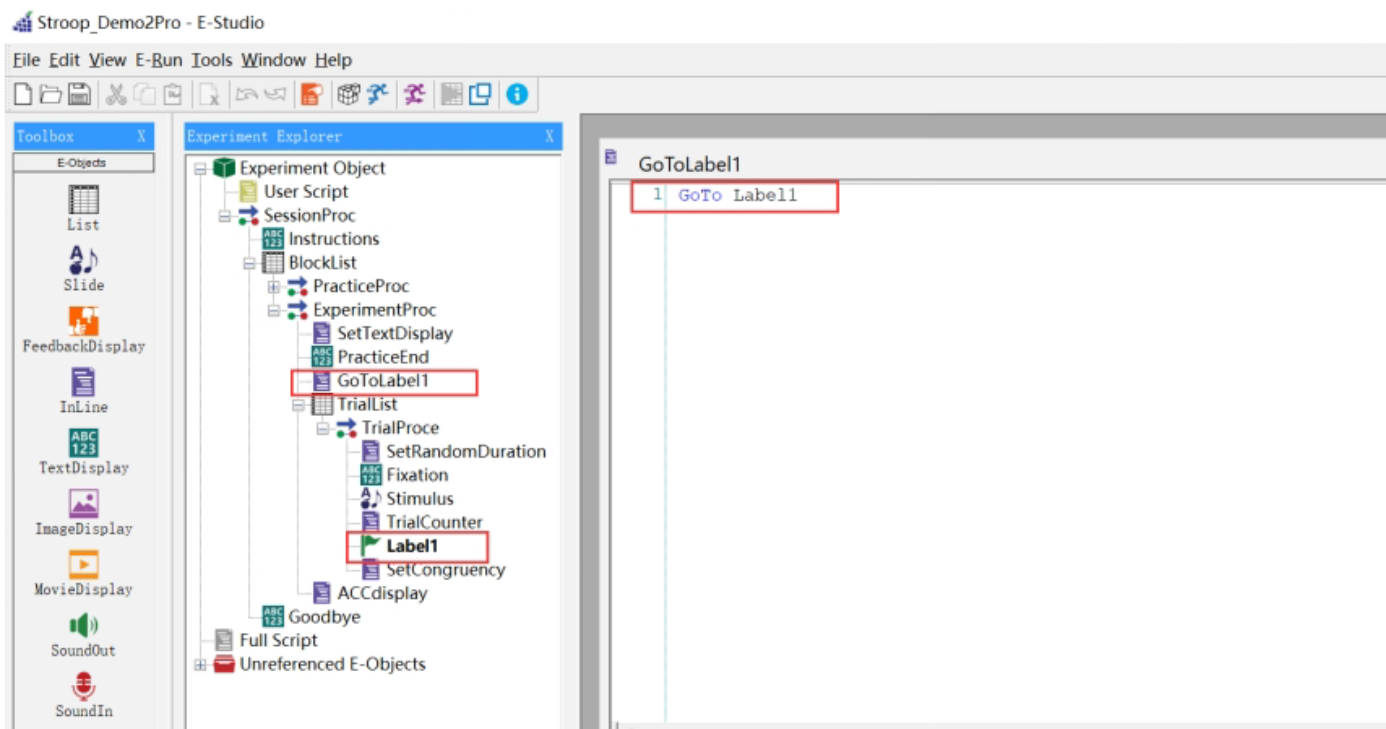 Stroop_Demo2Pro - E-Studio
File Edit View E-Run Tools Window Help
Toolbox X
E-Objects
List
Slide
FeedbackDisplay
InLine
ABC
123
TextDisplay
ImageDisplay
MovieDisplay
SoundOut
SoundIn
Experiment Explorer X
Experiment Object
User Script
SessionProc
Instructions
BlockList
PracticeProc
ExperimentProc
SetTextDisplay
PracticeEnd
GoToLabel1
TrialList
TrialProce
SetRandomDuration
Fixation
Stimulus
TrialCounter
Label1
SetCongruency
ACCdisplay
Goodbye
Full Script
Unreferenced E-Objects
GoToLabel1
1 GoTo Label1